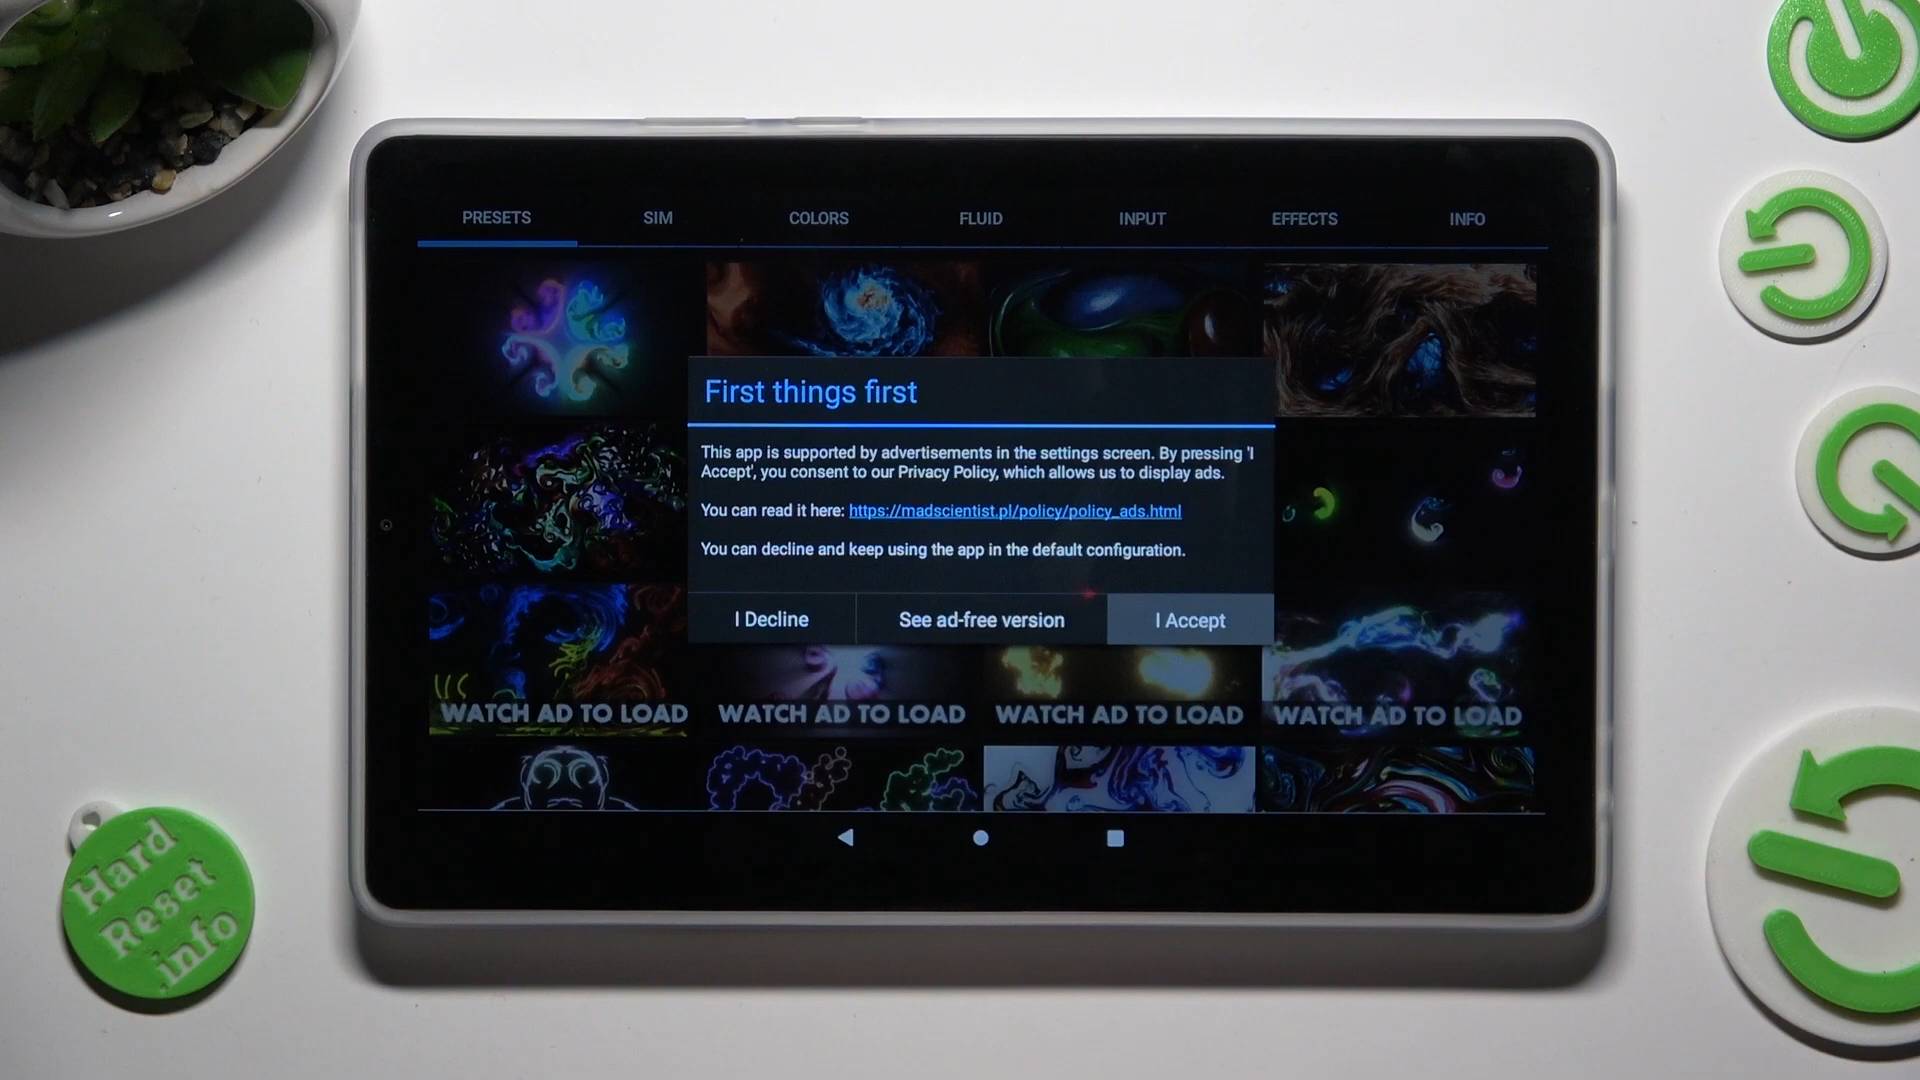 PRESETS SIM COLORS FLUID INPUT EFFECTS INFO
First things first
This app is supported by advertisements in the settings screen. By pressing 'I
Accept', you consent to our Privacy Policy, which allows us to display ads.
You can read it here: https://madscientist.pl/policy/policy_ads.html
You can decline and keep using the app in the default configuration.
I Decline See ad-free version I Accept
WATCH AD TO LOAD WATCH AD TO LOAD WATCH AD TO LOAD WATCH AD TO LOAD
Hard
Reset
.info